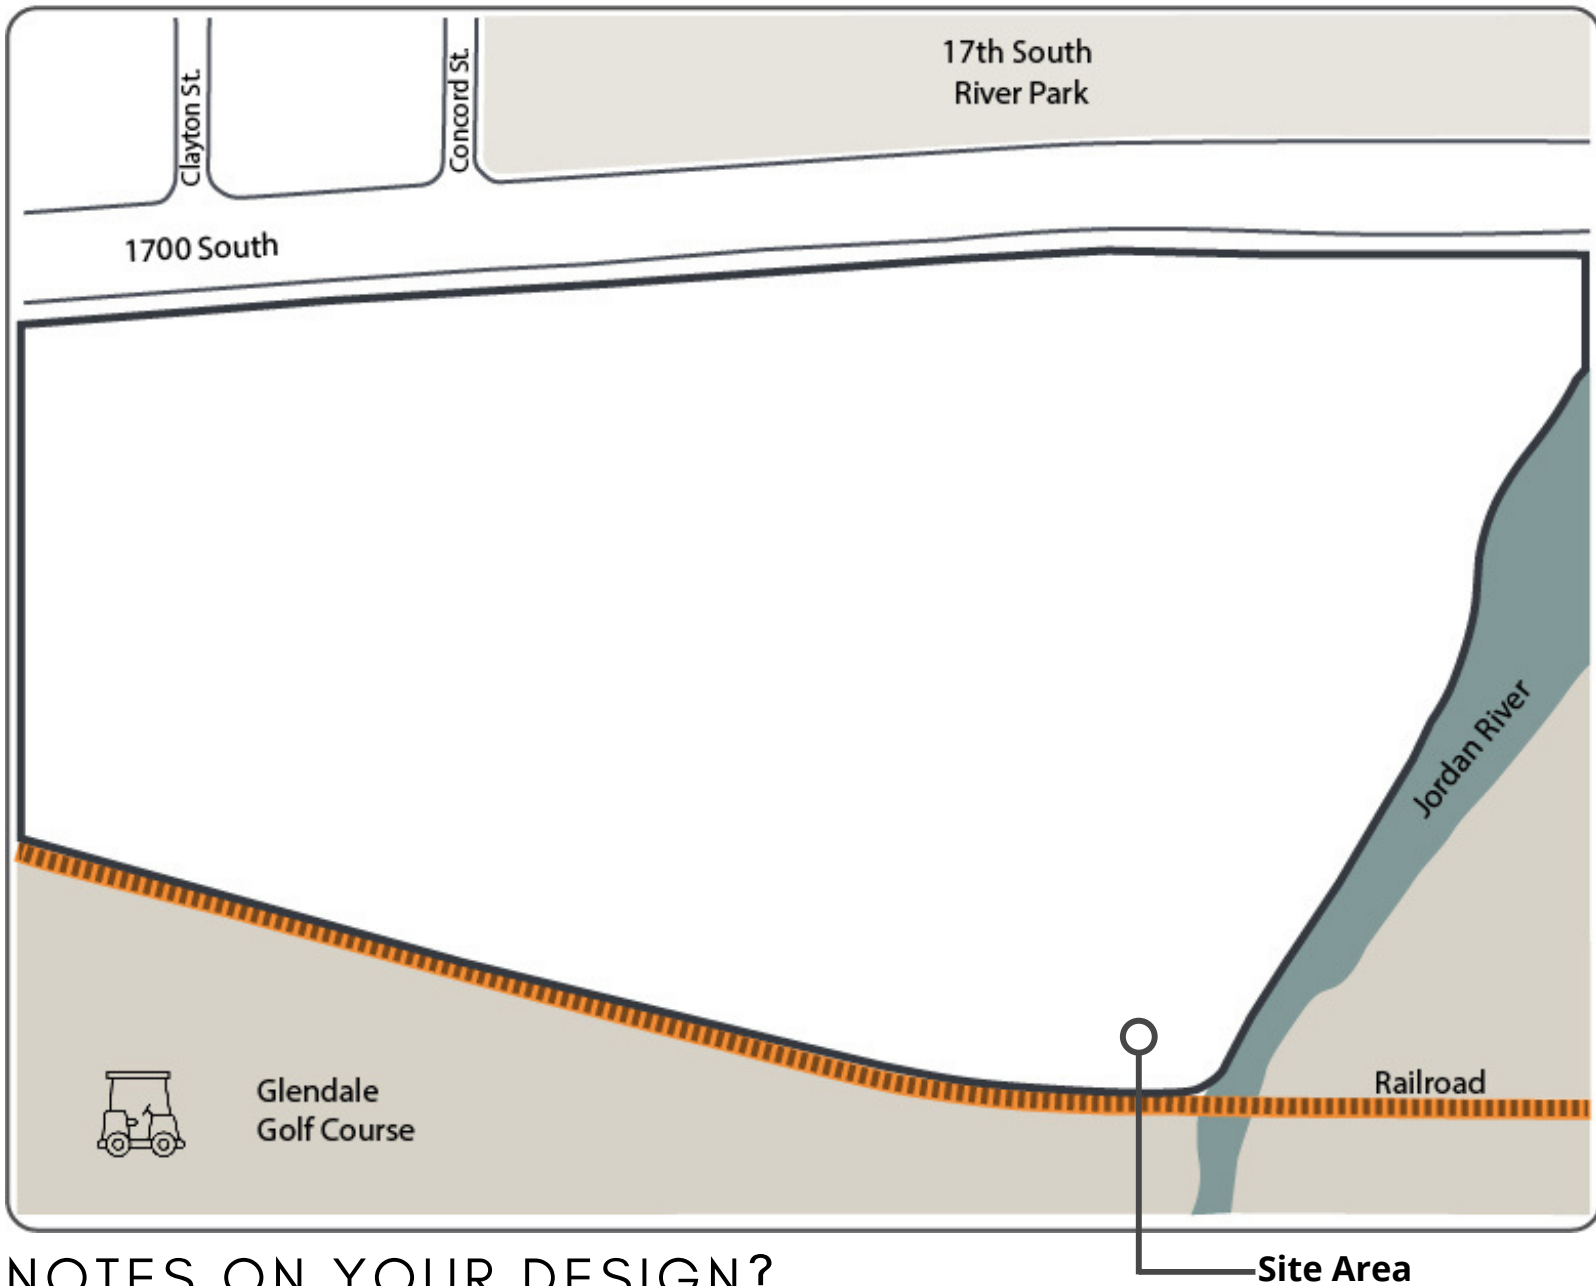 17th South
River Park
Clayton St.
Concord St.
1700 South
Jordan River
Railroad
Glendale
Golf Course
NOTES ON YOUR DESIGN?
Site Area